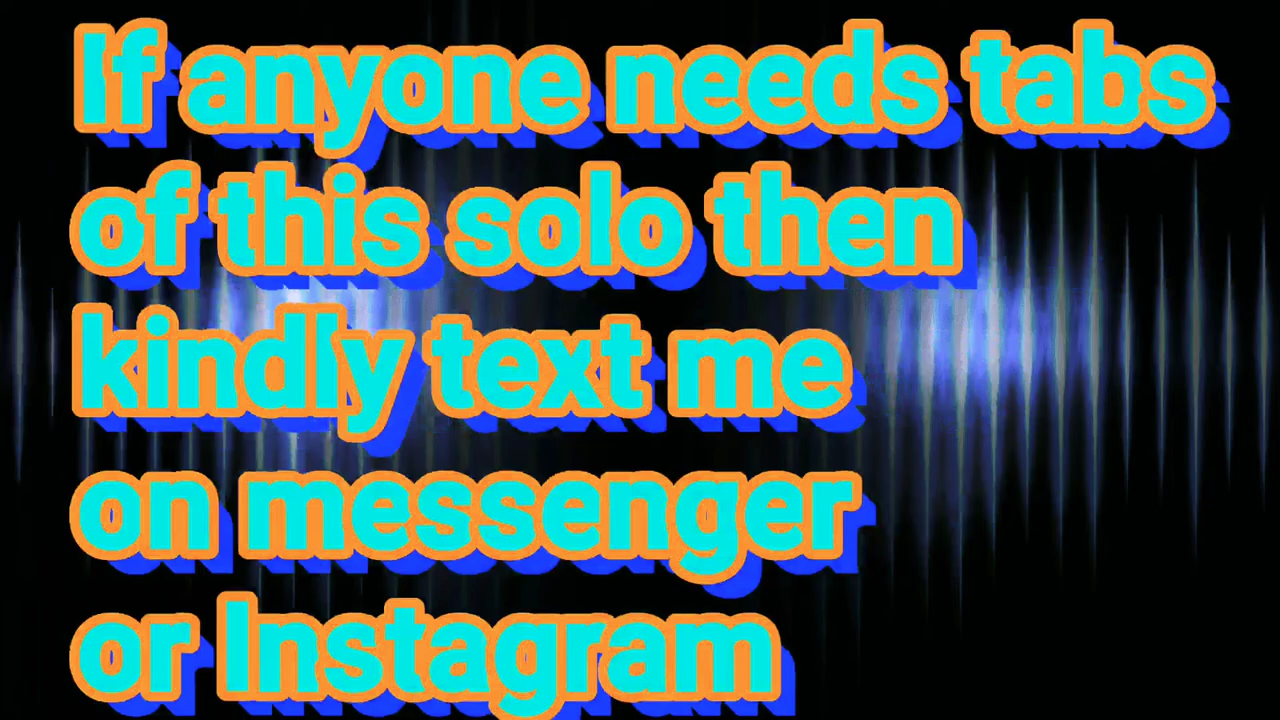 If anyone needs tabs
of this solo then
kindly text me
on messenger
or Instagram